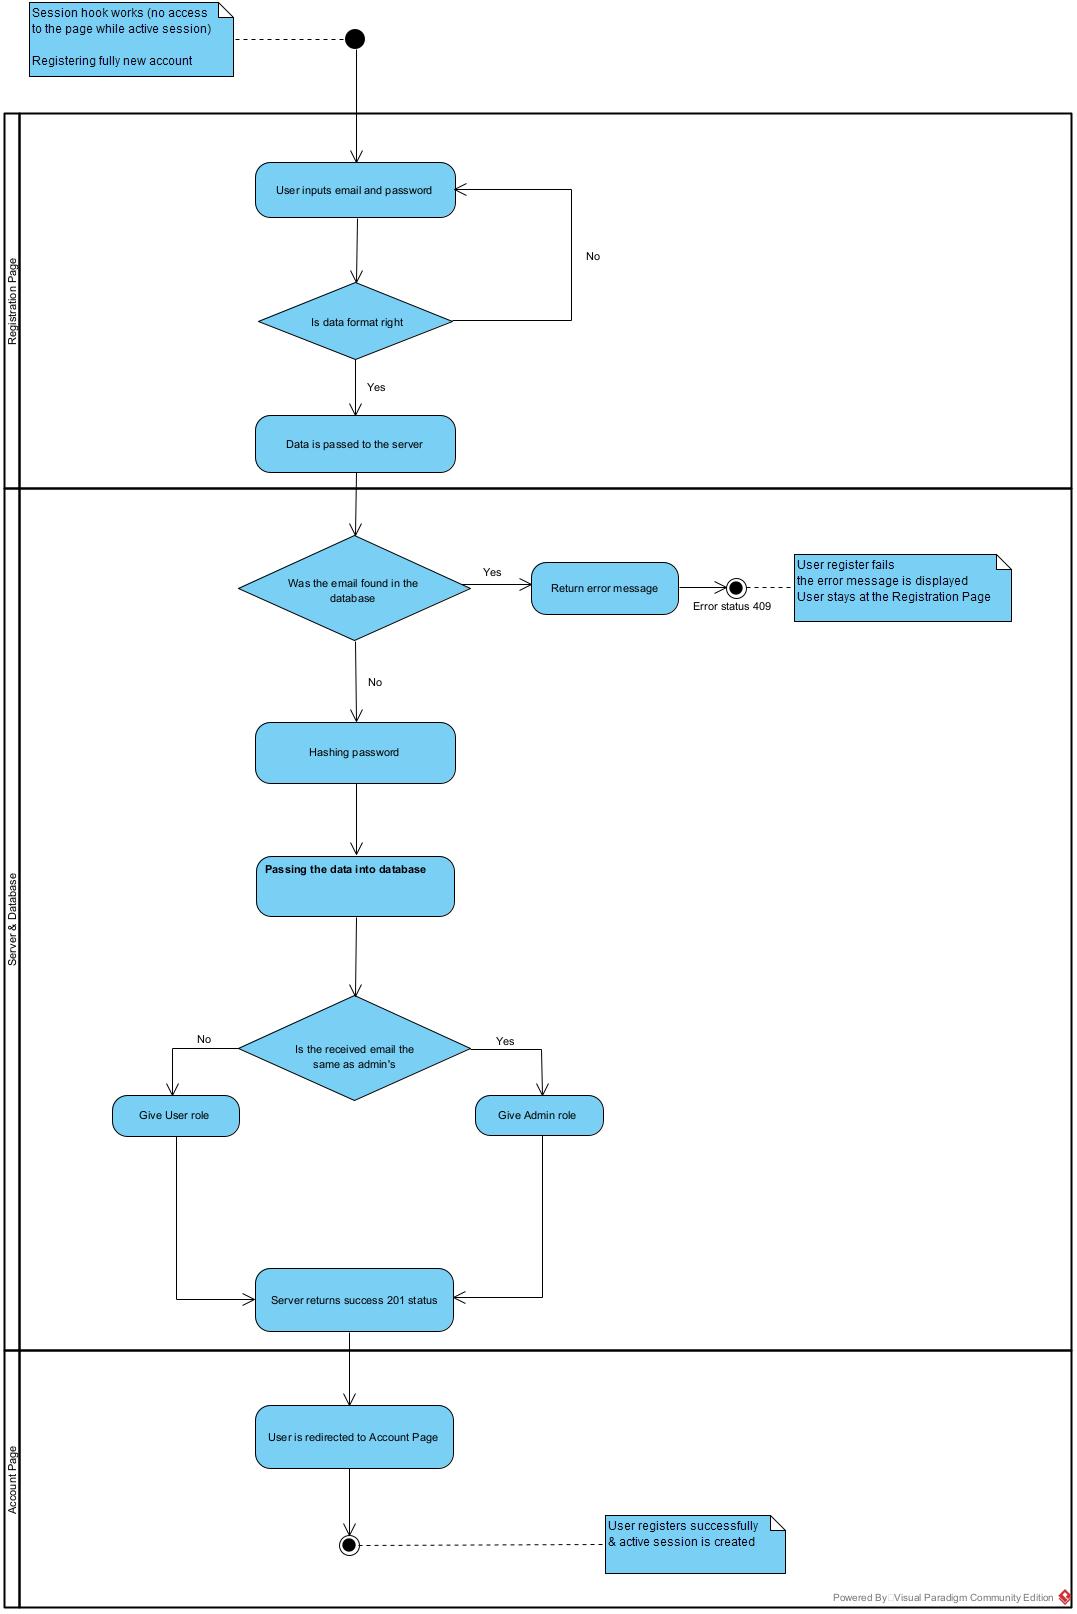 Session hook works (no access
to the page while active session)
Registering fully new account
Registration Page
User inputs email and password
No
Is data format right
Yes
Data is passed to the server
Server & Database
Was the email found in the
database
Yes
Return error message
Error status 409
User register fails
the error message is displayed
User stays at the Registration Page
No
Hashing password
Passing the data into database
Is the received email the
same as admin's
No
Yes
Give User role
Give Admin role
Server returns success 201 status
Account Page
User is redirected to Account Page
User registers successfully
& active session is created
Powered By Visual Paradigm Community Edition